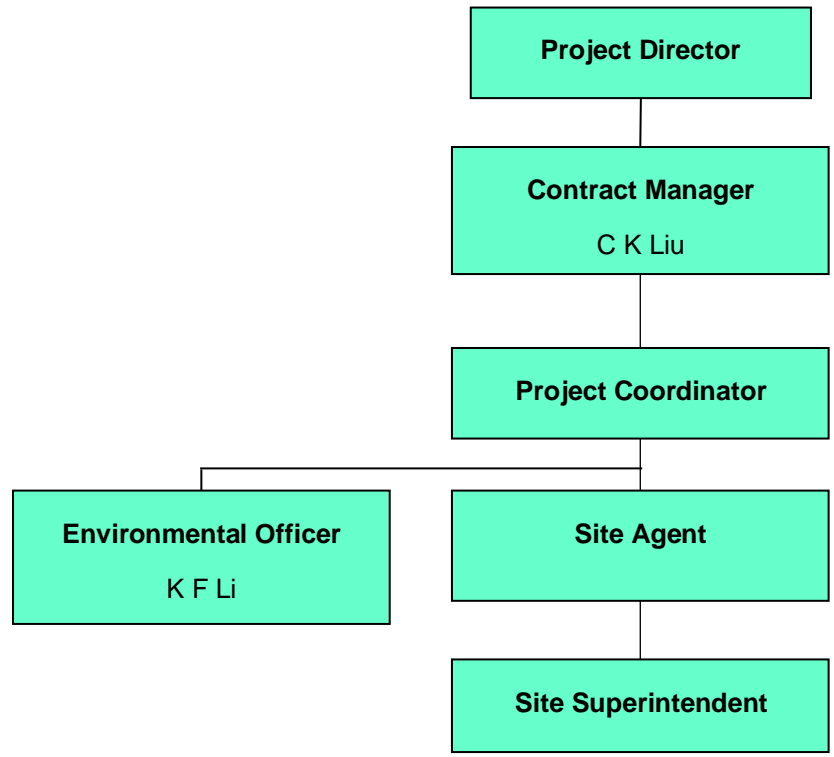 Project Director
Contract Manager
C K Liu
Project Coordinator
Environmental Officer
K F Li
Site Agent
Site Superintendent